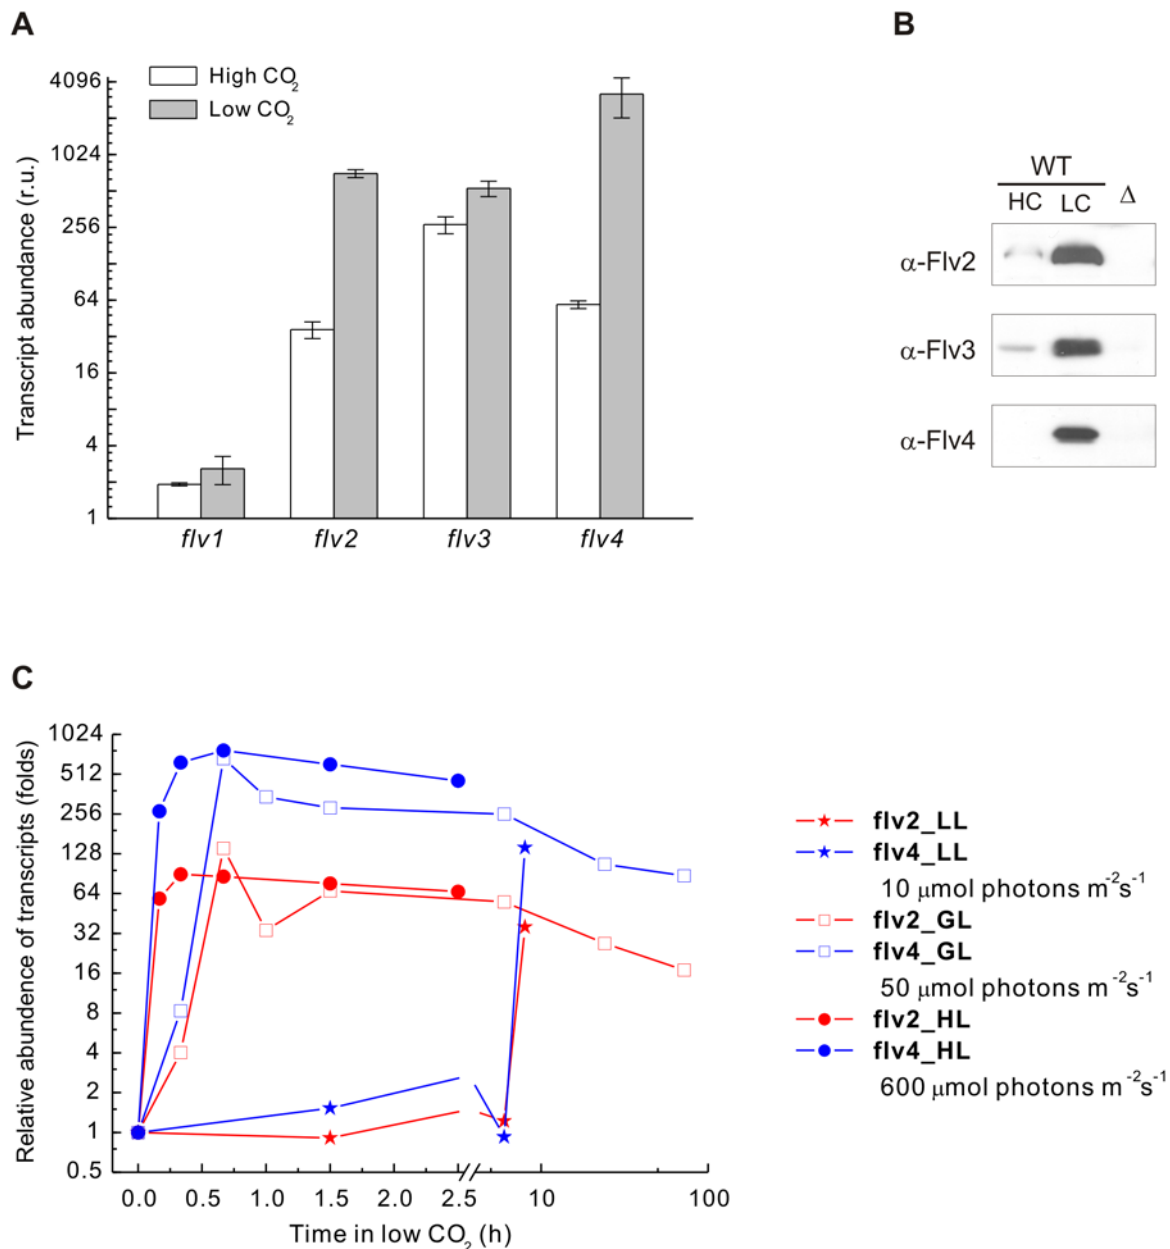 A
Transcript abundance (r.u.)
4096
1024
256
64
16
4
1
High CO2
Low CO2
flv1 flv2 flv3 flv4
B
WT
HC LC Δ
α-Flv2
α-Flv3
α-Flv4
C
Relative abundance of transcripts (folds)
1024
512
256
128
64
32
16
8
4
2
1
0.5
0.0 0.5 1.0 1.5 2.0 2.5 10 100
Time in low CO2 (h)
flv2_LL
flv4_LL
10 μmol photons m-2s-1
flv2_GL
flv4_GL
50 μmol photons m-2s-1
flv2_HL
flv4_HL
600 μmol photons m-2s-1